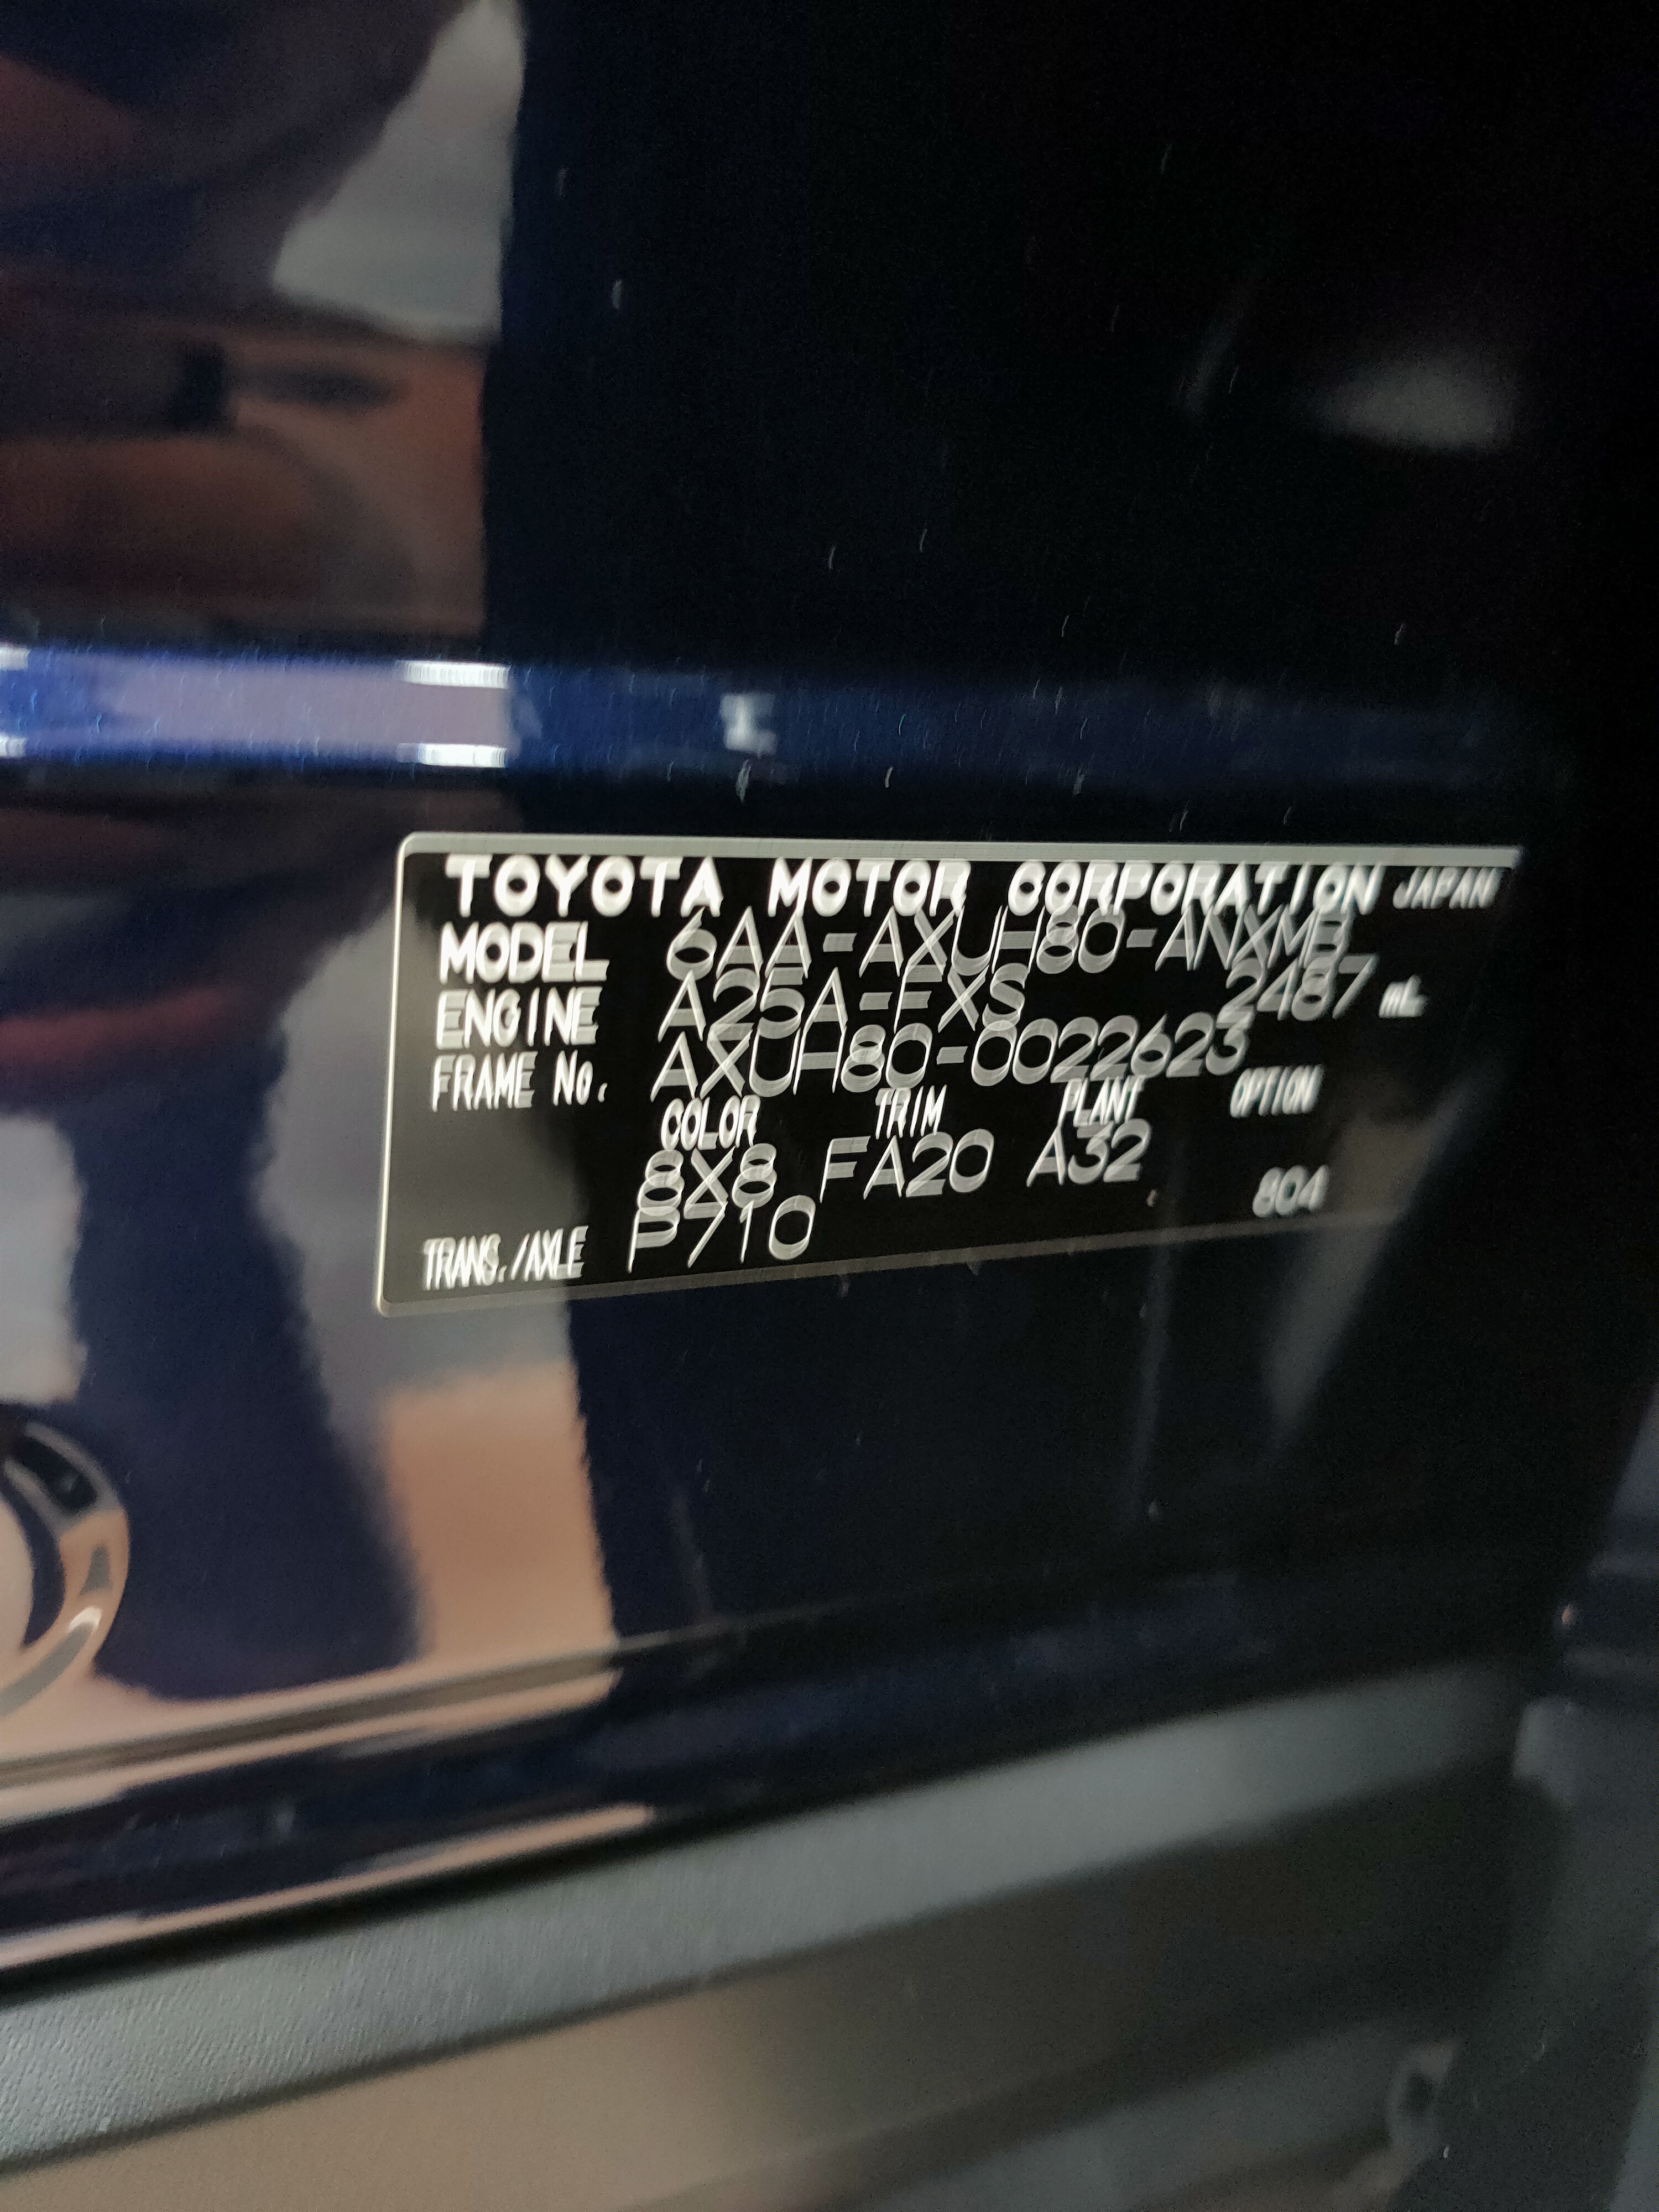 TOYOTA MOTOR CORPORATION JAPAN
MODEL 6AA-AXUH80-ANXMB
ENGINE A25A-FXS 2487 mL
FRAME No. AXUH80-0022623
COLOR TRIM PLANT OPTION
8X8 FA20 A32
804
TRANS./AXLE P710